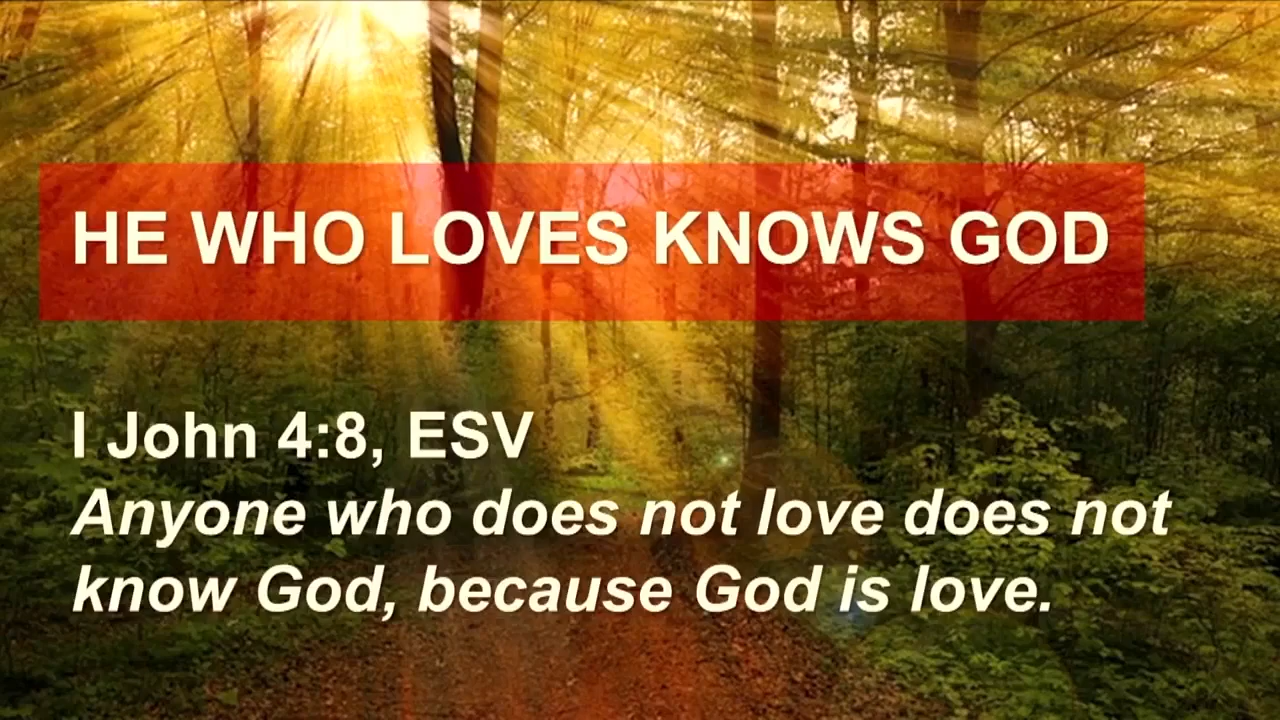 HE WHO LOVES KNOWS GOD
I John 4:8, ESV
Anyone who does not love does not
know God, because God is love.